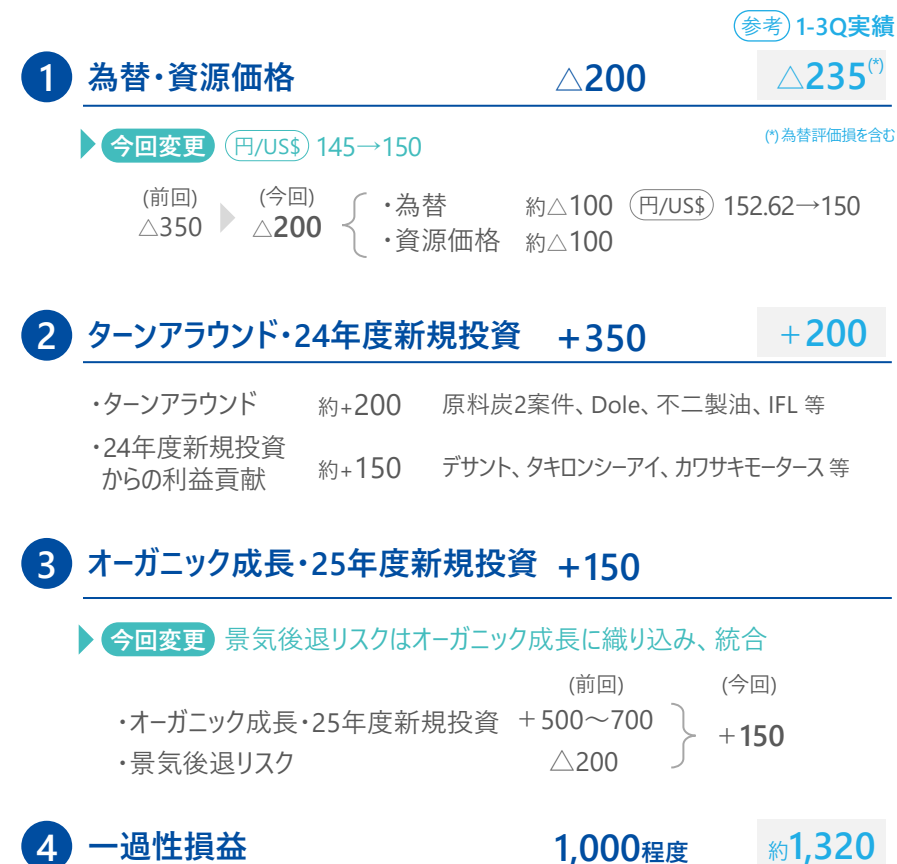 参考 1-3Q実績
1 為替・資源価格 △200 △235(*)
今回変更 円/US$ 145→150
(*)為替評価損を含む
(前回) (今回)
△350 △200
・為替 約△100 円/US$ 152.62→150
・資源価格 約△100
2 ターンアラウンド・24年度新規投資 +350 +200
・ターンアラウンド 約+200 原料炭2案件、Dole、不二製油、IFL 等
・24年度新規投資
からの利益貢献 約+150 デサント、タキロンシーアイ、カワサキモータース 等
3 オーガニック成長・25年度新規投資 +150
今回変更 景気後退リスクはオーガニック成長に織り込み、統合
(前回) (今回)
・オーガニック成長・25年度新規投資 +500～700
+150
・景気後退リスク △200
4 一過性損益 1,000程度 約1,320